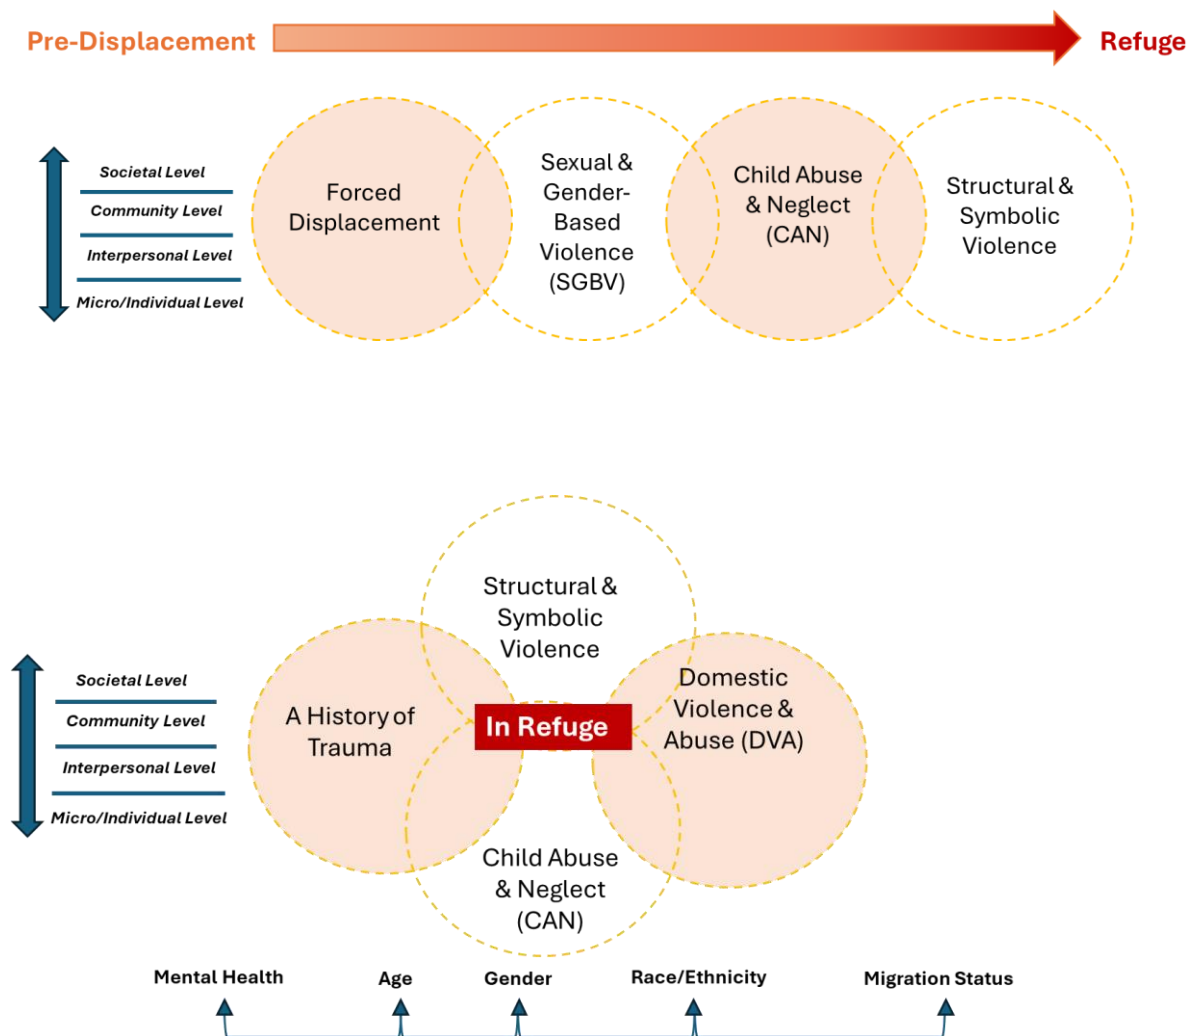 Pre-Displacement
Refuge
Societal Level
Community Level
Interpersonal Level
Micro/Individual Level
Forced
Displacement
Sexual &
Gender-
Based
Violence
(SGBV)
Child Abuse
& Neglect
(CAN)
Structural &
Symbolic
Violence
Structural &
Symbolic
Violence
Societal Level
Community Level
Interpersonal Level
Micro/Individual Level
A History of
Trauma
In Refuge
Domestic
Violence &
Abuse (DVA)
Child Abuse
& Neglect
(CAN)
Mental Health
Age
Gender
Race/Ethnicity
Migration Status